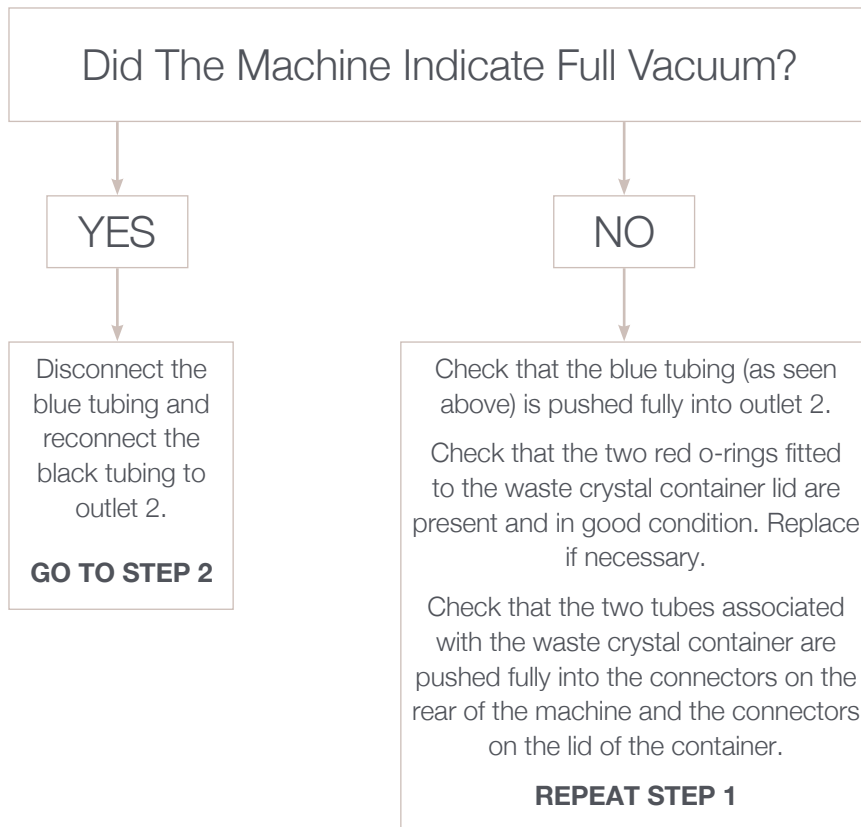 Did The Machine Indicate Full Vacuum?
YES
NO
Disconnect the
blue tubing and
reconnect the
black tubing to
outlet 2.
GO TO STEP 2
Check that the blue tubing (as seen
above) is pushed fully into outlet 2.
Check that the two red o-rings fitted
to the waste crystal container lid are
present and in good condition. Replace
if necessary.
Check that the two tubes associated
with the waste crystal container are
pushed fully into the connectors on the
rear of the machine and the connectors
on the lid of the container.
REPEAT STEP 1